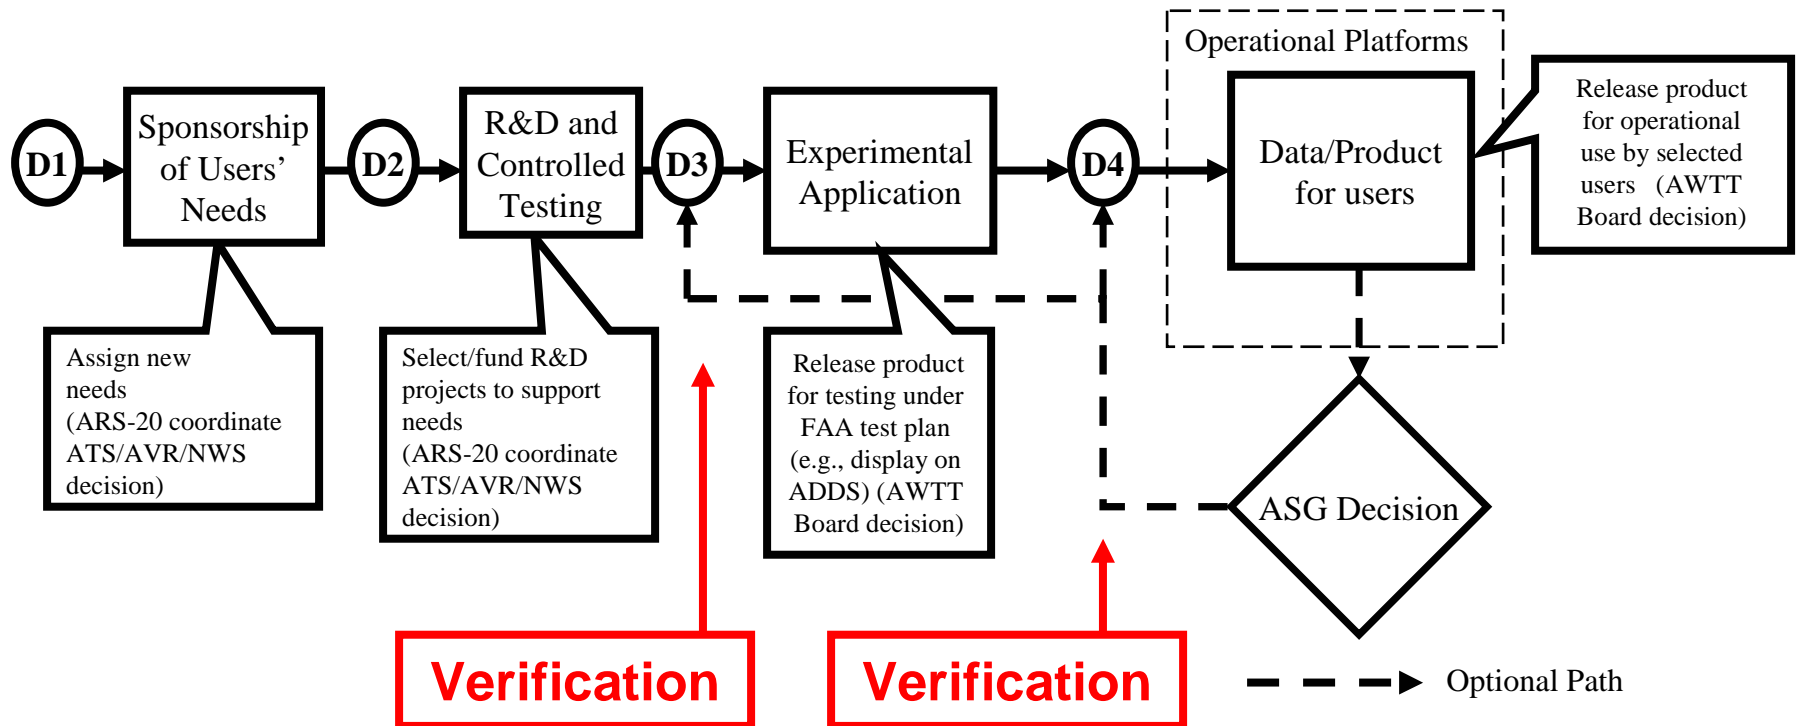 D1
Sponsorship
of Users’
Needs
D2
R&D and
Controlled
Testing
D3
Experimental
Application
D4
Operational Platforms
Data/Product
for users
Release product
for operational
use by selected
users (AWTT
Board decision)
Assign new
needs
(ARS-20 coordinate
ATS/AVR/NWS
decision)
Select/fund R&D
projects to support
needs
(ARS-20 coordinate
ATS/AVR/NWS
decision)
Release product
for testing under
FAA test plan
(e.g., display on
ADDS) (AWTT
Board decision)
ASG Decision
Verification
Verification
Optional Path